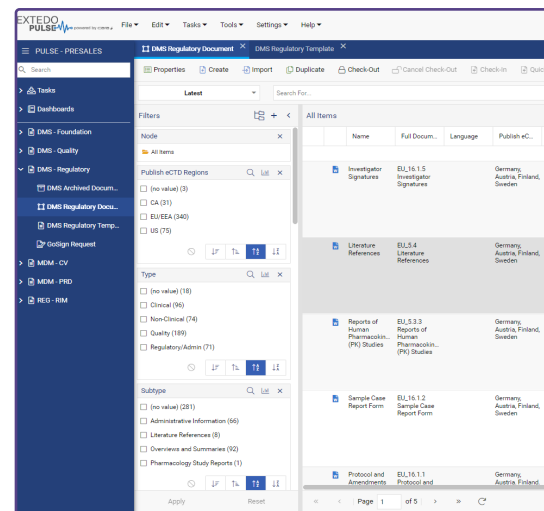 EXTEDO
PULSE powered by
File Edit Tasks Tools Settings Help
PULSE - PRESALES
DMS Regulatory Document
DMS Regulatory Template
Search
Properties Create Import Duplicate Check-Out Cancel Check-Out Check-in Quic
Tasks
Latest
Search For...
Dashboards
Filters
All Items
DMS - Foundation
Node
Name Full Docum... Language Publish eC...
DMS - Quality
All Items
DMS - Regulatory
Publish eCTD Regions
Investigator Signatures
EU_16.1.5 Investigator Signatures
Germany, Austria, Finland, Sweden
DMS Archived Docum...
(no value) (3)
DMS Regulatory Docu...
CA (31)
EU/EEA (340)
DMS Regulatory Temp...
US (75)
GoSign Request
Literature References
EU_5.4 Literature References
Germany, Austria, Finland, Sweden
MDM - CV
Type
MDM - PRD
(no value) (18)
REG - RIM
Clinical (96)
Non-Clinical (74)
Quality (189)
Regulatory/Admin (71)
Reports of Human Pharmacokin... (PK) Studies
EU_5.3.3 Reports of Human Pharmacokin... (PK) Studies
Germany, Austria, Finland, Sweden
Subtype
(no value) (281)
Administrative Information (66)
Literature References (8)
Overviews and Summaries (92)
Pharmacology Study Reports (1)
Sample Case Report Form
EU_16.1.2 Sample Case Report Form
Germany, Austria, Finland, Sweden
Protocol and Amendments
EU_16.1.1 Protocol and
Germany, Austria, Finland,
Apply Reset
Page 1 of 5